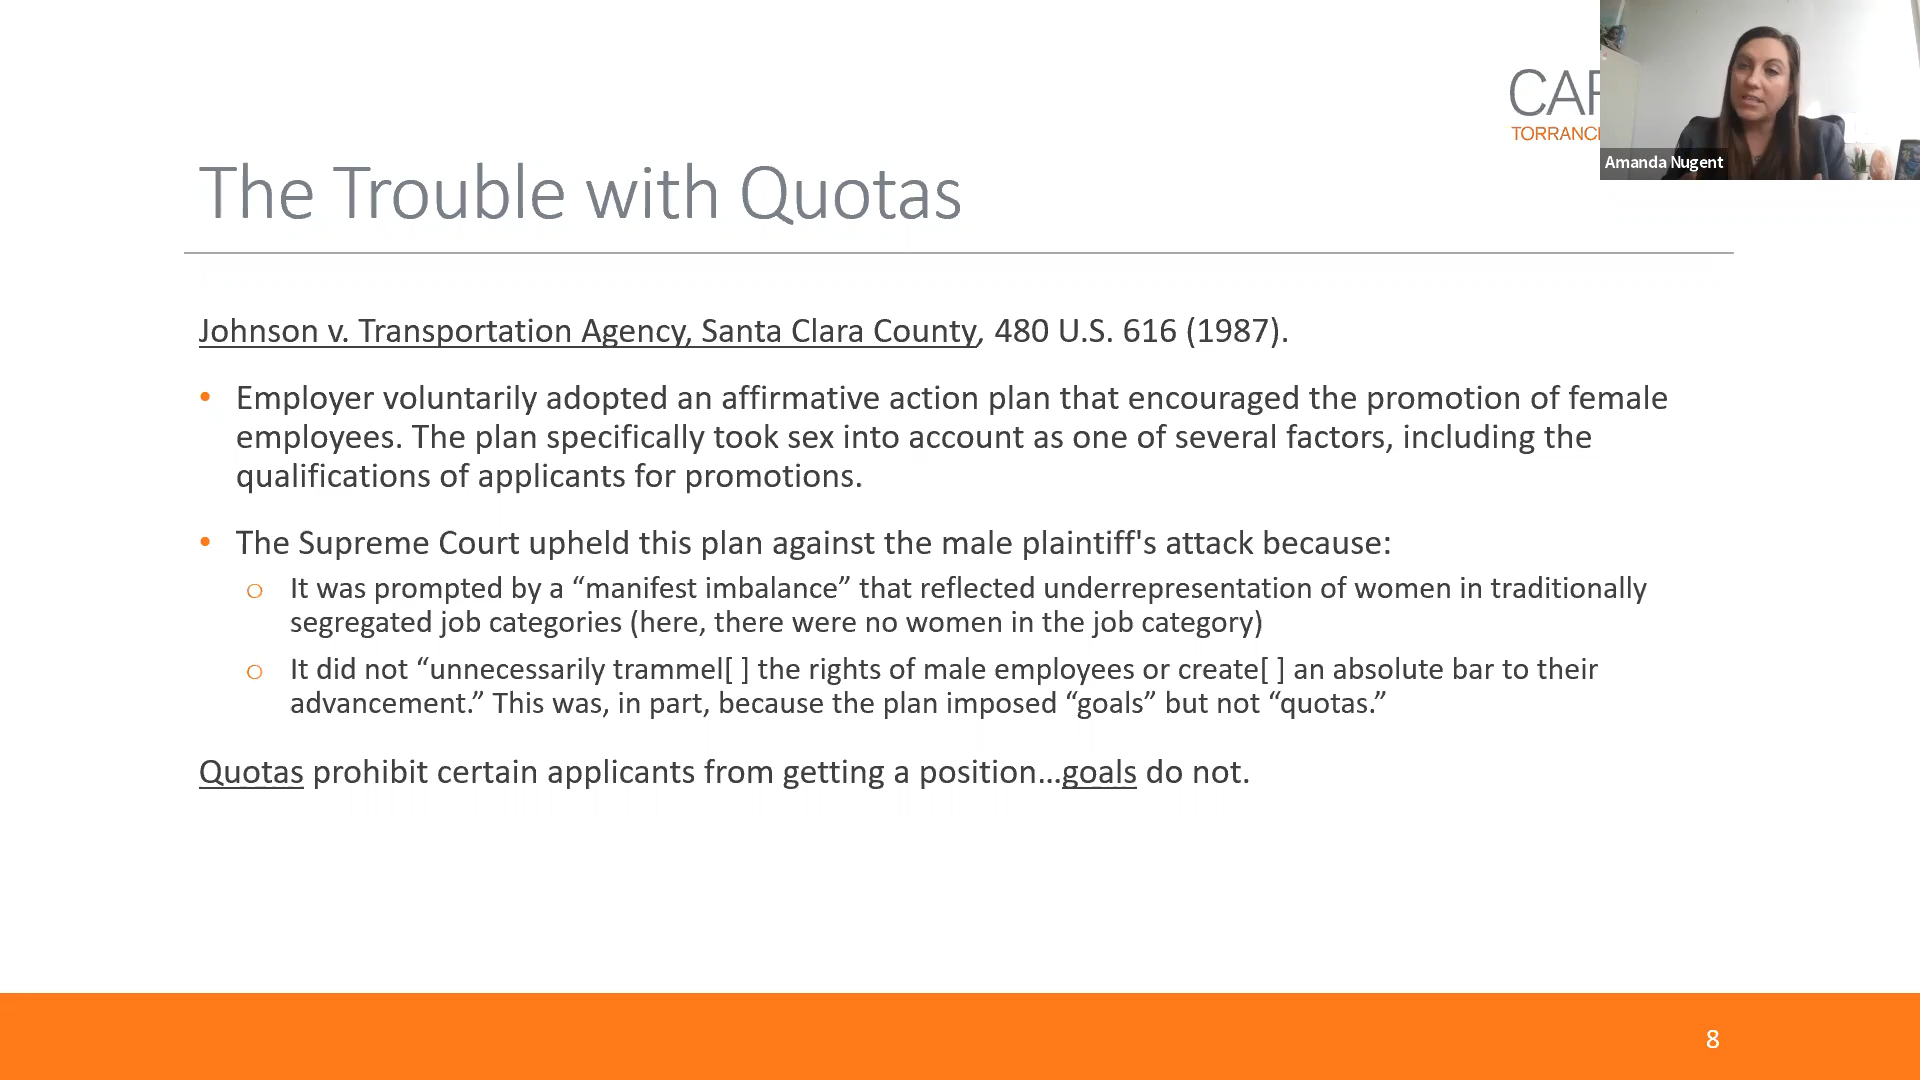 CAR
TORRANCE
Amanda Nugent
The Trouble with Quotas
Johnson v. Transportation Agency, Santa Clara County, 480 U.S. 616 (1987).
• Employer voluntarily adopted an affirmative action plan that encouraged the promotion of female
employees. The plan specifically took sex into account as one of several factors, including the
qualifications of applicants for promotions.
• The Supreme Court upheld this plan against the male plaintiff's attack because:
o It was prompted by a “manifest imbalance” that reflected underrepresentation of women in traditionally
segregated job categories (here, there were no women in the job category)
o It did not “unnecessarily trammel[ ] the rights of male employees or create[ ] an absolute bar to their
advancement.” This was, in part, because the plan imposed “goals” but not “quotas.”
Quotas prohibit certain applicants from getting a position…goals do not.
8